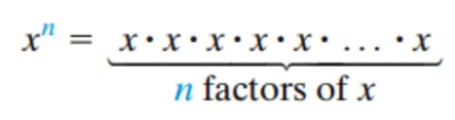 xⁿ = x · x · x · x · x · ... · x
n factors of x